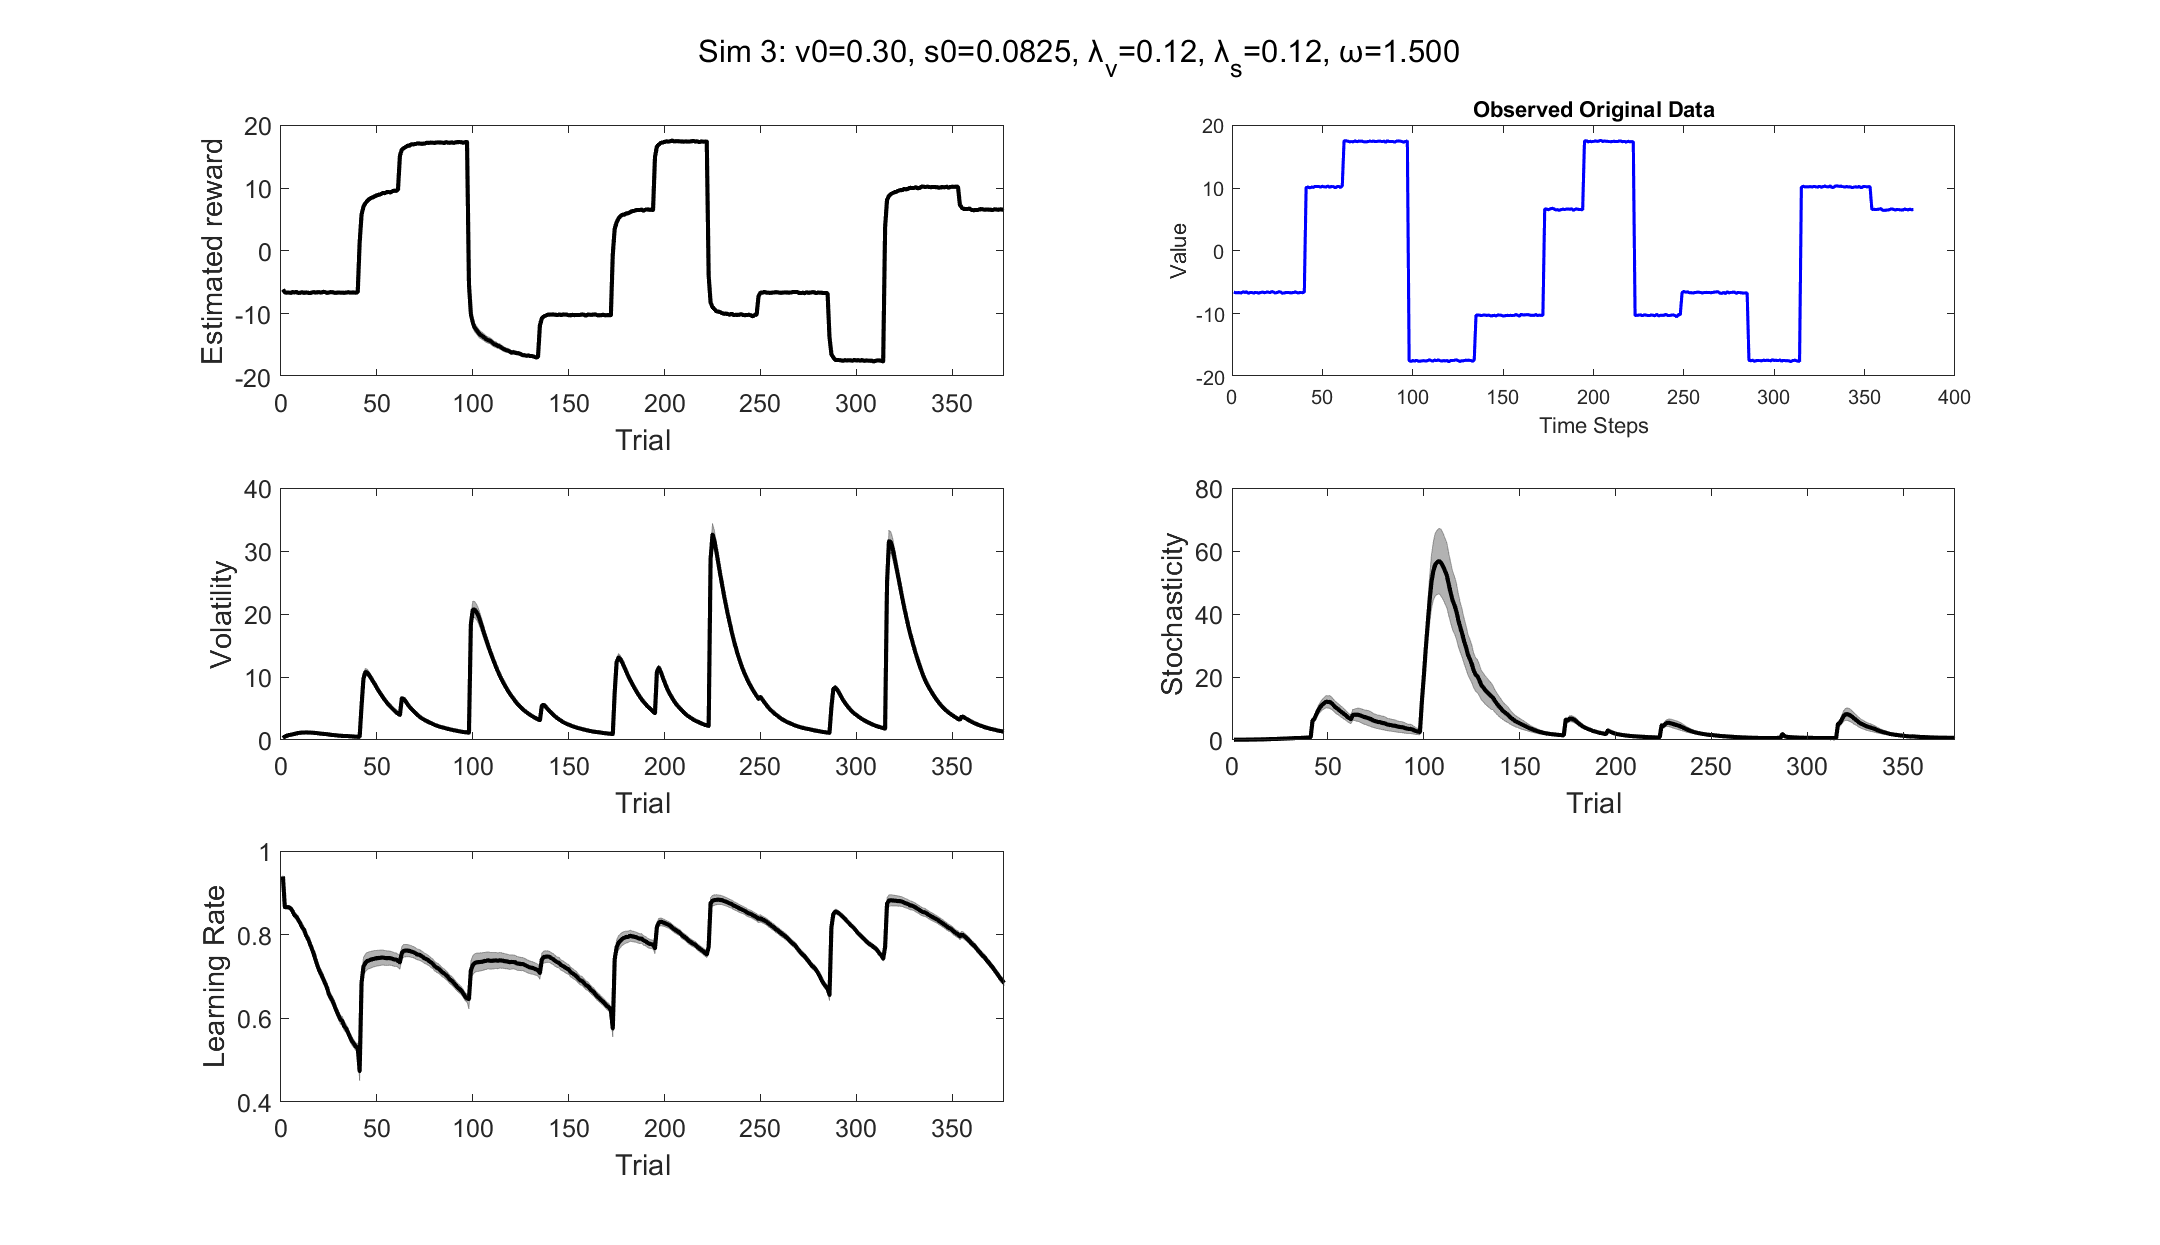 Sim 3: v0=0.30, s0=0.0825, λv=0.12, λs=0.12, ω=1.500
Estimated reward
20
10
0
-10
-20
0 50 100 150 200 250 300 350
Trial
Observed Original Data
Value
20
10
0
-10
-20
0 50 100 150 200 250 300 350 400
Time Steps
Volatility
40
30
20
10
0
0 50 100 150 200 250 300 350
Trial
Stochasticity
80
60
40
20
0
0 50 100 150 200 250 300 350
Trial
Learning Rate
1
0.8
0.6
0.4
0 50 100 150 200 250 300 350
Trial